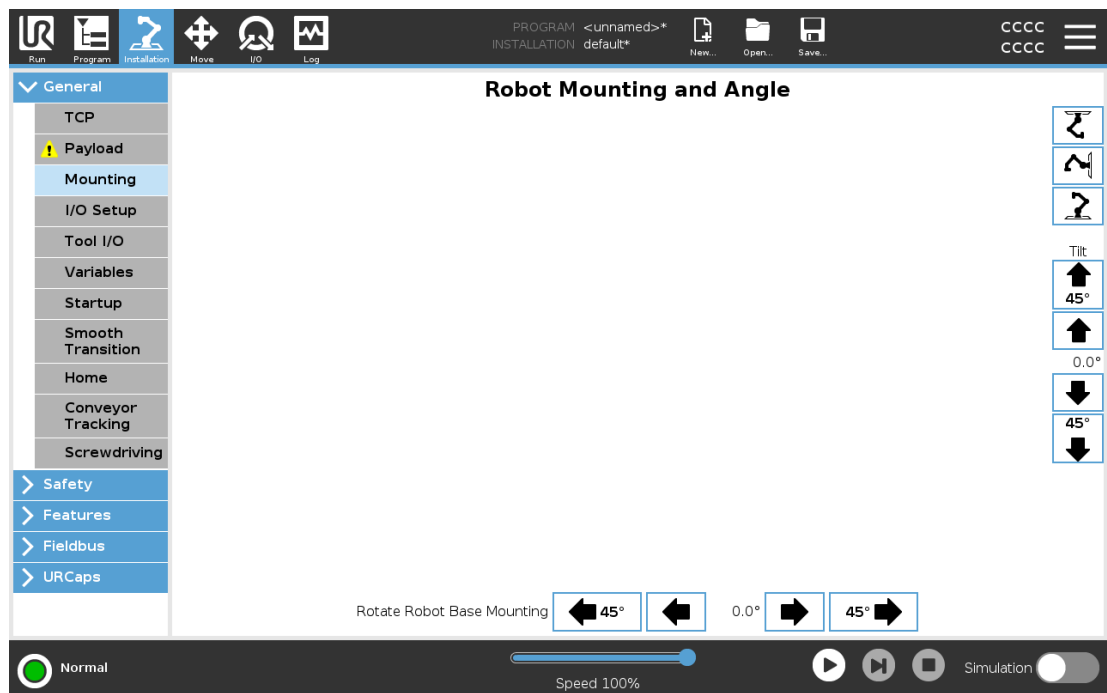 PROGRAM <unnamed>*
INSTALLATION default*
CCCC
CCCC
Run
Program
Installation
Move
I/O
Log
New...
Open...
Save...
General
TCP
Payload
Mounting
I/O Setup
Tool I/O
Variables
Startup
Smooth
Transition
Home
Conveyor
Tracking
Screwdriving
Safety
Features
Fieldbus
URCaps
Robot Mounting and Angle
Tilt
45°
0.0°
45°
Rotate Robot Base Mounting 45° 0.0° 45°
Normal
Speed 100%
Simulation